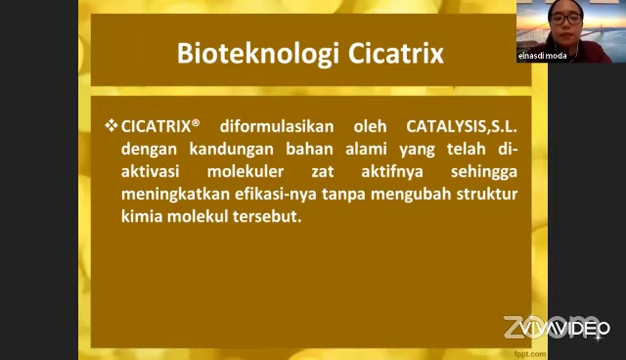 Bioteknologi Cicatrix
elnasdi moda
❖CICATRIX® diformulasikan oleh CATALYSIS,S.L.
dengan kandungan bahan alami yang telah di-
aktivasi molekuler zat aktifnya sehingga
meningkatkan efikasi-nya tanpa mengubah struktur
kimia molekul tersebut.
zoom
VIVAVIDEO
fppt.com